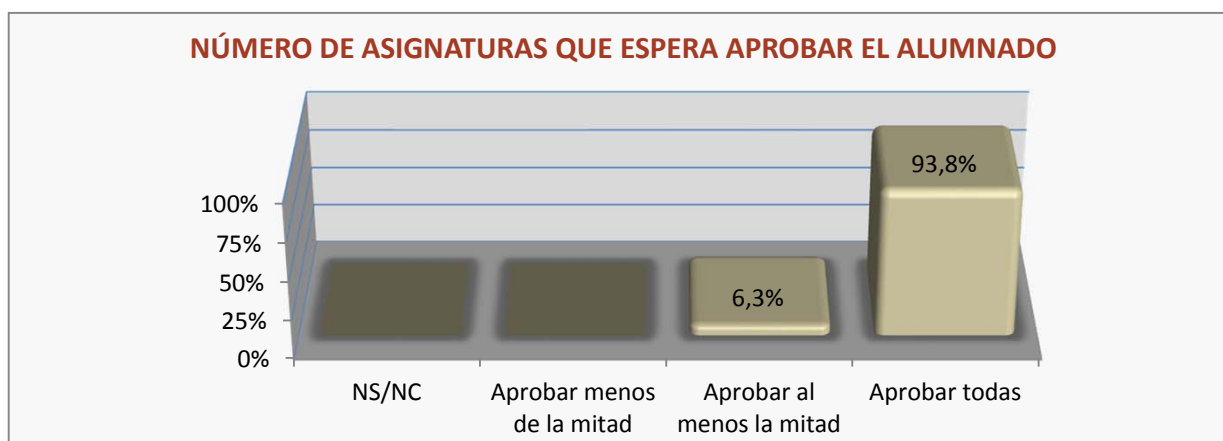 NÚMERO DE ASIGNATURAS QUE ESPERA APROBAR EL ALUMNADO
93,8%
6,3%
100%
75%
50%
25%
0%
NS/NC
Aprobar menos
de la mitad
Aprobar al
menos la mitad
Aprobar todas